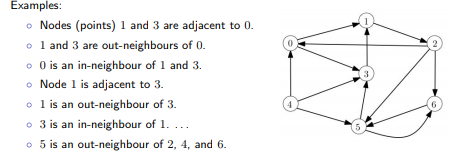 Examples:
◦ Nodes (points) 1 and 3 are adjacent to 0.
◦ 1 and 3 are out-neighbours of 0.
◦ 0 is an in-neighbour of 1 and 3.
◦ Node 1 is adjacent to 3.
◦ 1 is an out-neighbour of 3.
◦ 3 is an in-neighbour of 1. ...
◦ 5 is an out-neighbour of 2, 4, and 6.
1
0
2
3
4
6
5